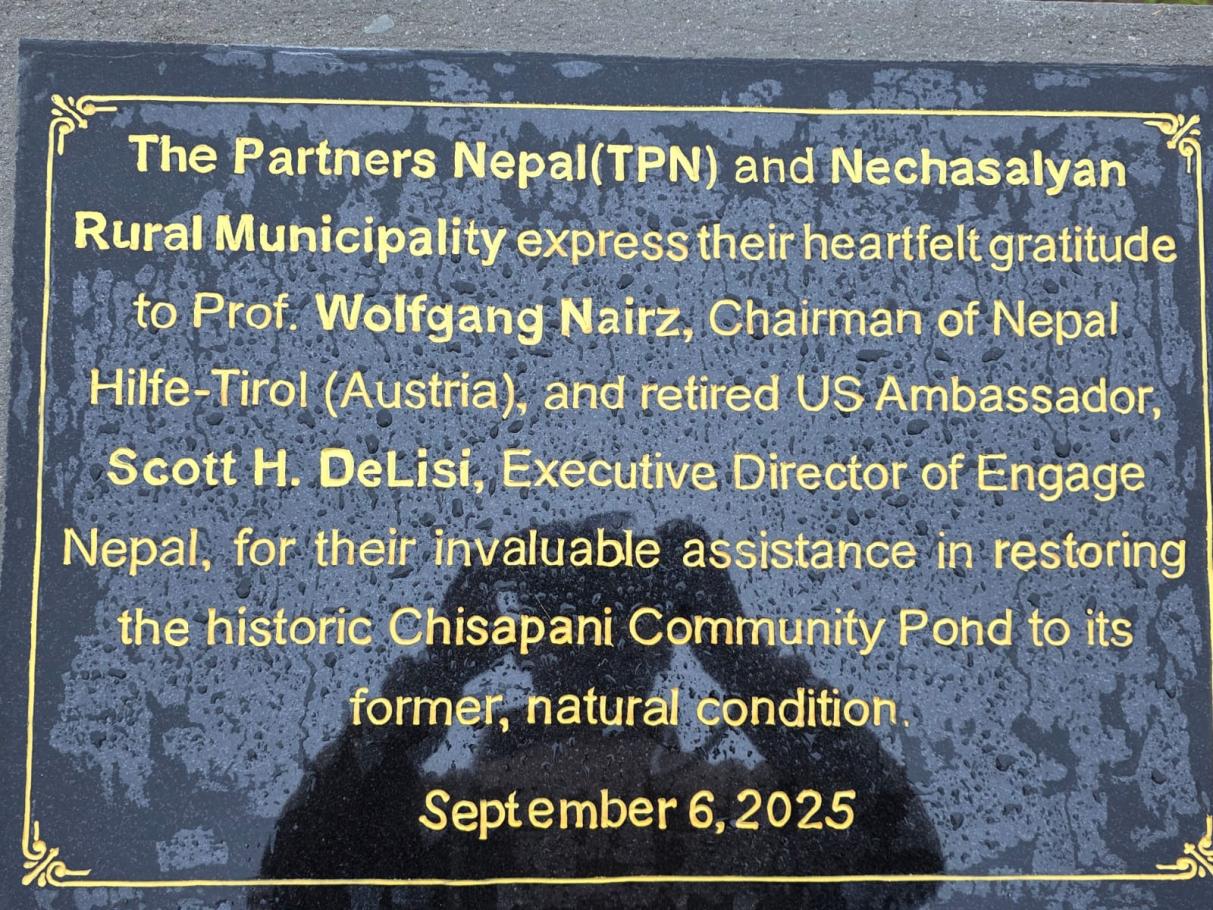 The Partners Nepal(TPN) and Nechasalyan
Rural Municipality express their heartfelt gratitude
to Prof. Wolfgang Nairz, Chairman of Nepal
Hilfe-Tirol (Austria), and retired US Ambassador,
Scott H. DeLisi, Executive Director of Engage
Nepal, for their invaluable assistance in restoring
the historic Chisapani Community Pond to its
former, natural condition.
September 6, 2025